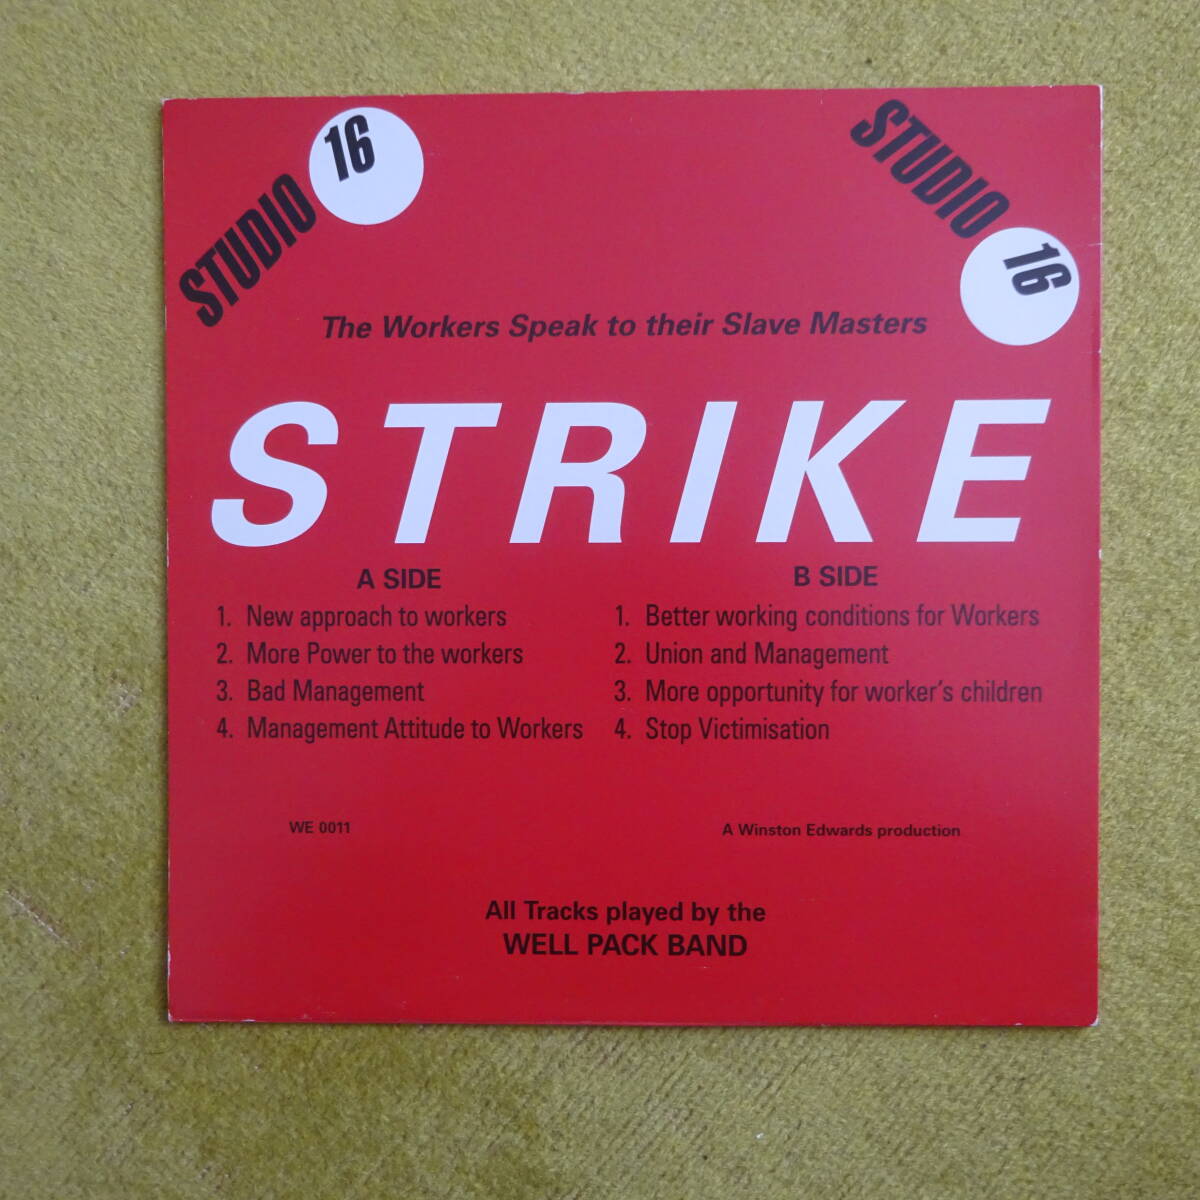 STUDIO 16
STUDIO 16
The Workers Speak to their Slave Masters
STRIKE
A SIDE
1. New approach to workers
2. More Power to the workers
3. Bad Management
4. Management Attitude to Workers
B SIDE
1. Better working conditions for Workers
2. Union and Management
3. More opportunity for worker's children
4. Stop Victimisation
WE 0011
A Winston Edwards production
All Tracks played by the
WELL PACK BAND